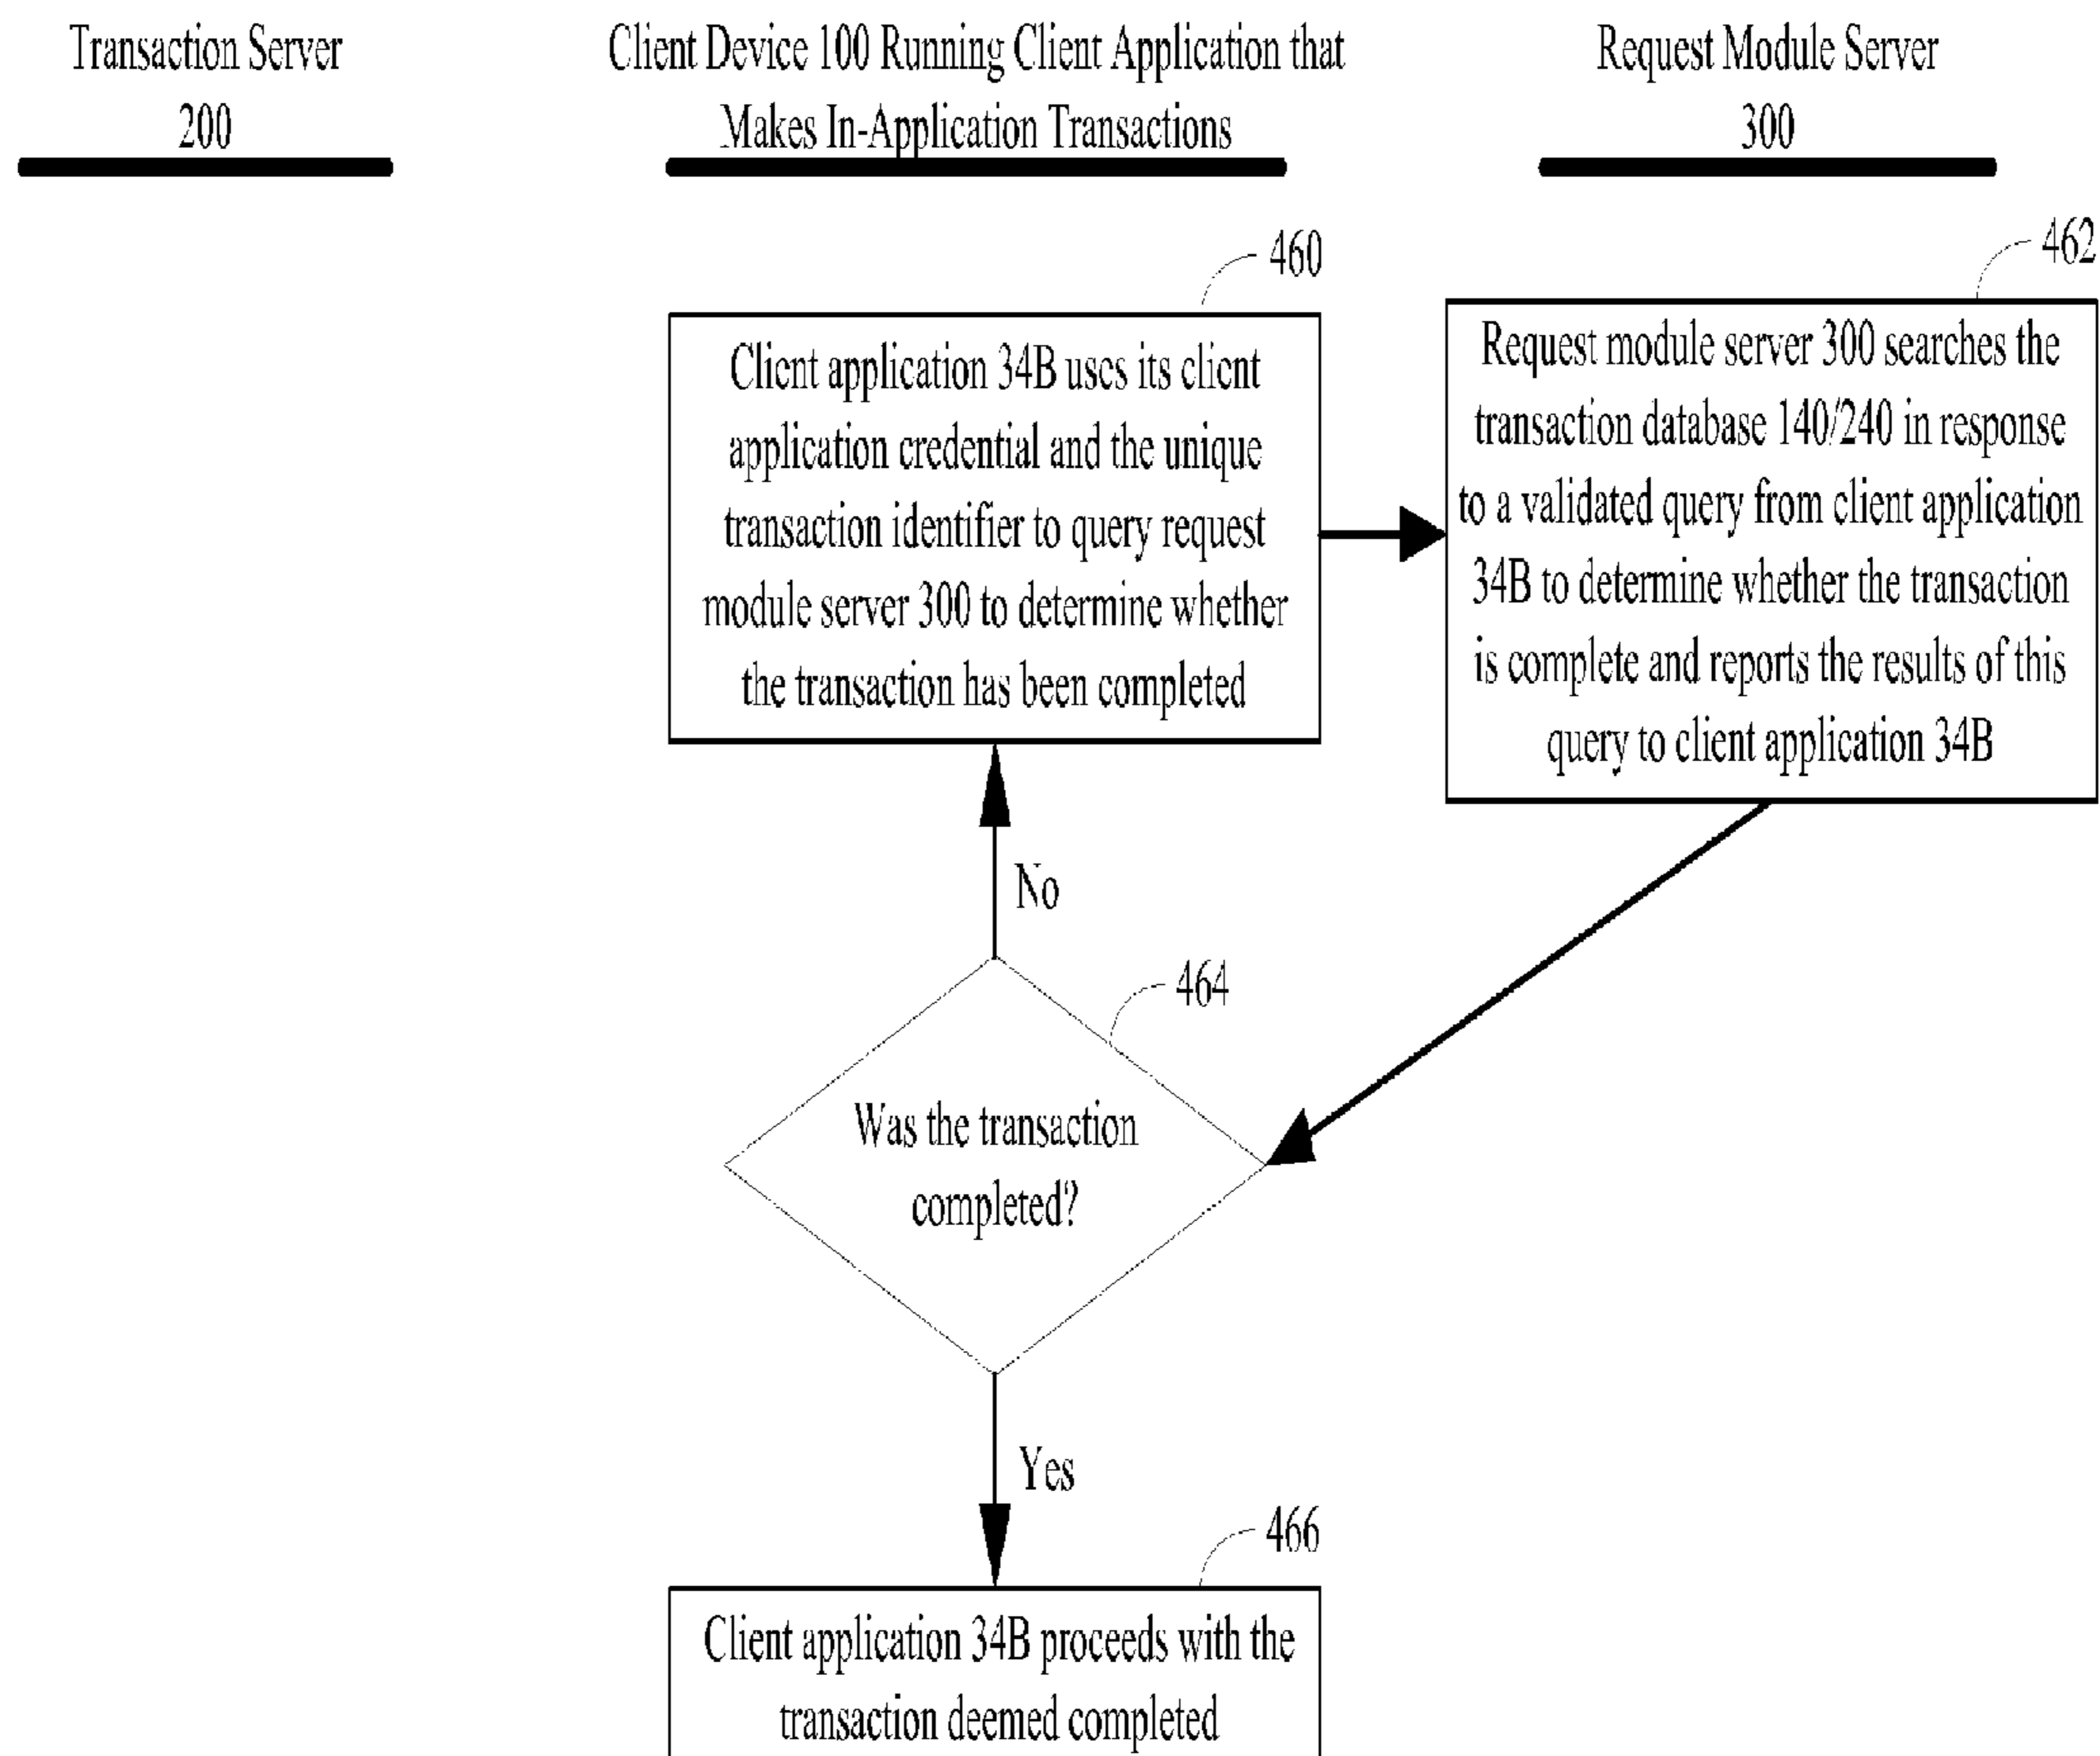 Transaction Server
200
Client Device 100 Running Client Application that
Makes In-Application Transactions
Request Module Server
300
460
Client application 34B uses its client
application credential and the unique
transaction identifier to query request
module server 300 to determine whether
the transaction has been completed
462
Request module server 300 searches the
transaction database 140/240 in response
to a validated query from client application
34B to determine whether the transaction
is complete and reports the results of this
query to client application 34B
No
464
Was the transaction
completed?
Yes
466
Client application 34B proceeds with the
transaction deemed completed